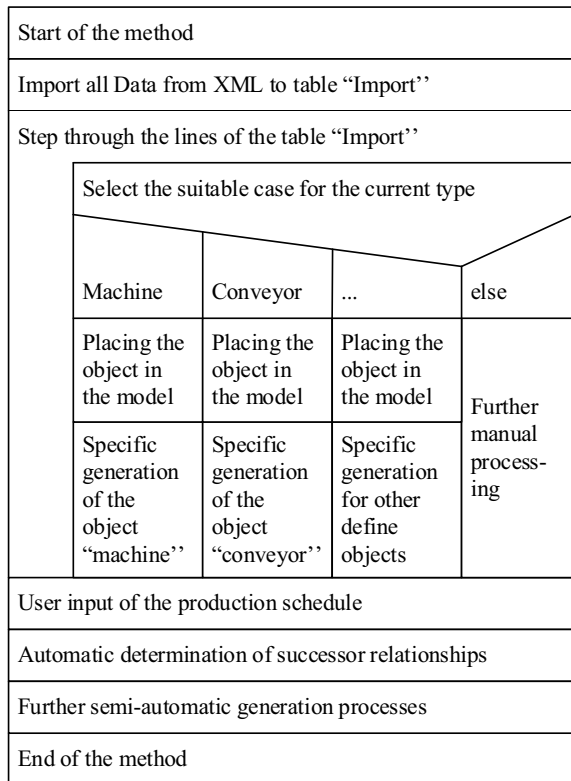 Start of the method
Import all Data from XML to table “Import’’
Step through the lines of the table “Import’’
Select the suitable case for the current type
Machine
Conveyor
...
else
Placing the
object in
the model
Placing the
object in
the model
Placing the
object in
the model
Further
manual
process-
ing
Specific
generation
of the
object
“machine’’
Specific
generation
of the
object
“conveyor’’
Specific
generation
for other
define
objects
User input of the production schedule
Automatic determination of successor relationships
Further semi-automatic generation processes
End of the method